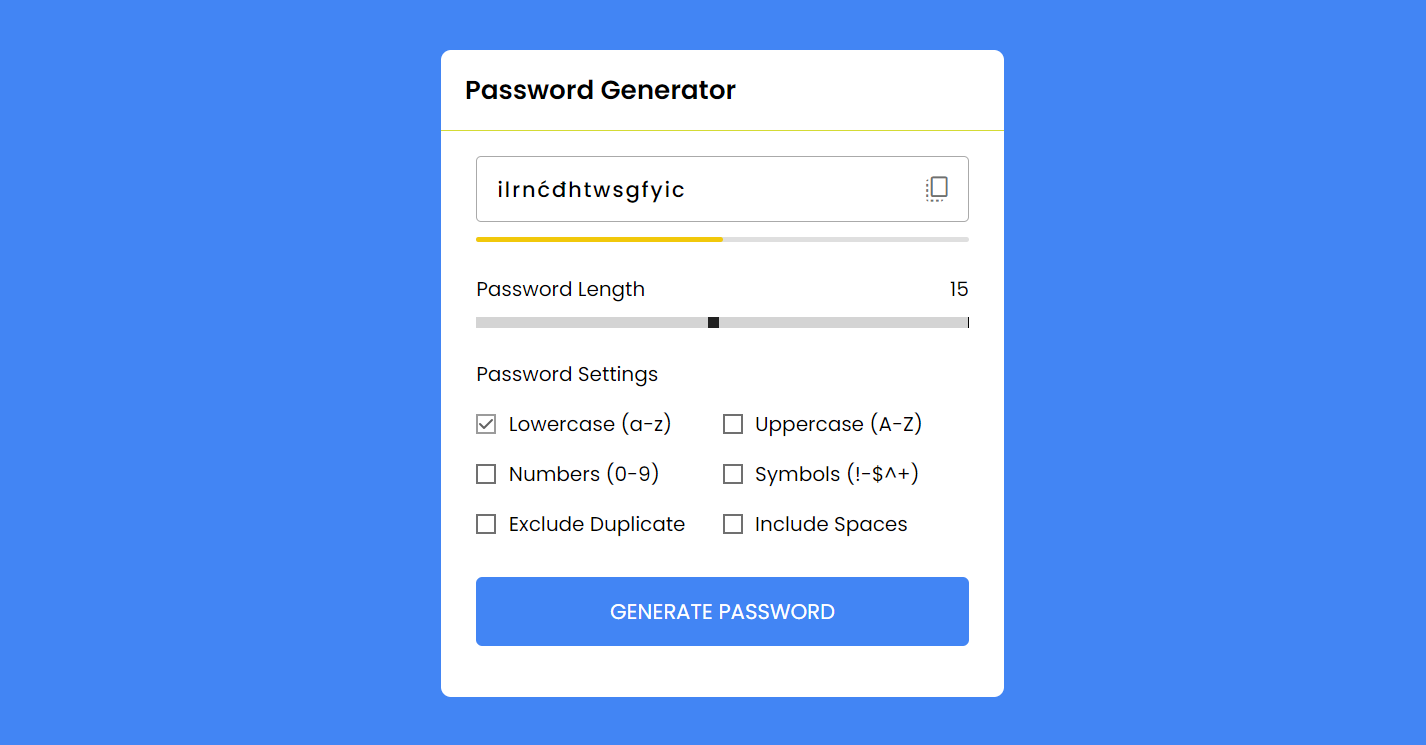 Password Generator
ilrnćđhtwsgfyic
Password Length 15
Password Settings
Lowercase (a-z) Uppercase (A-Z)
Numbers (0-9) Symbols (!-$^+)
Exclude Duplicate Include Spaces
GENERATE PASSWORD